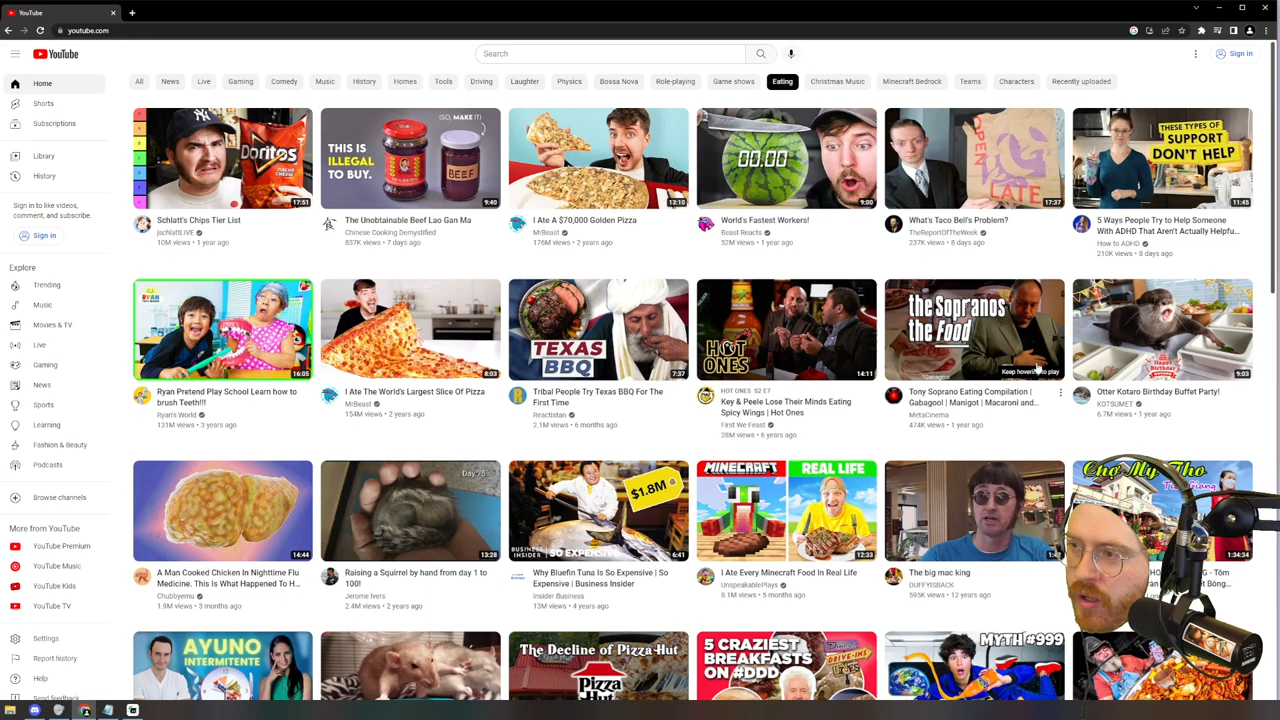 YouTube
youtube.com
YouTube
Search
Sign in
Home
Shorts
Subscriptions
Library
History
Sign in to like videos,
comment, and subscribe.
Sign in
Explore
Trending
Music
Movies & TV
Live
Gaming
News
Sports
Learning
Fashion & Beauty
Podcasts
Browse channels
More from YouTube
YouTube Premium
YouTube Music
YouTube Kids
YouTube TV
Settings
Report history
Help
Send feedback
All News Live Gaming Comedy Music History Homes Tools Driving Laughter Physics Bossa Nova Role-playing Game shows Eating Christmas Music Minecraft Bedrock Teams Characters Recently uploaded
Doritos
17:51
Schlatt's Chips Tier List
jschlattLIVE
10M views • 1 year ago
(SO, MAKE IT)
THIS IS
ILLEGAL
TO BUY.
BEEF
9:40
The Unobtainable Beef Lao Gan Ma
Chinese Cooking Demystified
837K views • 7 days ago
13:10
I Ate A $70,000 Golden Pizza
MrBeast
176M views • 2 years ago
00.00
9:00
World's Fastest Workers!
Beast Reacts
52M views • 1 year ago
OPEN
LATE
17:37
What's Taco Bell's Problem?
TheReportOfTheWeek
237K views • 8 days ago
THESE TYPES OF
SUPPORT
DON'T HELP
11:45
5 Ways People Try to Help Someone
With ADHD That Aren't Actually Helpfu...
How to ADHD
210K views • 8 days ago
16:05
Ryan Pretend Play School Learn how to
brush Teeth!!!
Ryan's World
131M views • 3 years ago
8:03
I Ate The World's Largest Slice Of Pizza
MrBeast
154M views • 2 years ago
TEXAS
BBQ
7:37
Tribal People Try Texas BBQ For The
First Time
Reactistan
2.1M views • 6 months ago
HOT
ONES
14:11
HOT ONES S2 E7
Key & Peele Lose Their Minds Eating
Spicy Wings | Hot Ones
First We Feast
28M views • 6 years ago
the Sopranos
the Food
Keep hovering to play
Tony Soprano Eating Compilation |
Gabagool | Manigot | Macaroni and...
MetaCinema
474K views • 1 year ago
Happy
Birthday
9:03
Otter Kotaro Birthday Buffet Party!
KOTSUMET
6.7M views • 1 year ago
14:44
A Man Cooked Chicken In Nighttime Flu
Medicine. This Is What Happened To H...
Chubbyemu
1.9M views • 3 months ago
Day 75
13:28
Raising a Squirrel by hand from day 1 to
100!
Jerome Ivers
2.4M views • 2 years ago
$1.8M
BUSINESS
INSIDER
SO EXPENSIVE
6:41
Why Bluefin Tuna Is So Expensive | So
Expensive | Business Insider
Insider Business
13M views • 4 years ago
MINECRAFT
REAL LIFE
12:33
I Ate Every Minecraft Food In Real Life
UnspeakablePlays
8.1M views • 5 months ago
The big mac king
DUFFYISBACK
595K views • 12 years ago
Chợ Mỹ Tho
1:34:34
AYUNO
INTERMITENTE
The Decline of Pizza Hut
Pizza
Hut
5 CRAZIEST
BREAKFASTS
ON #DDD
MYTH #999